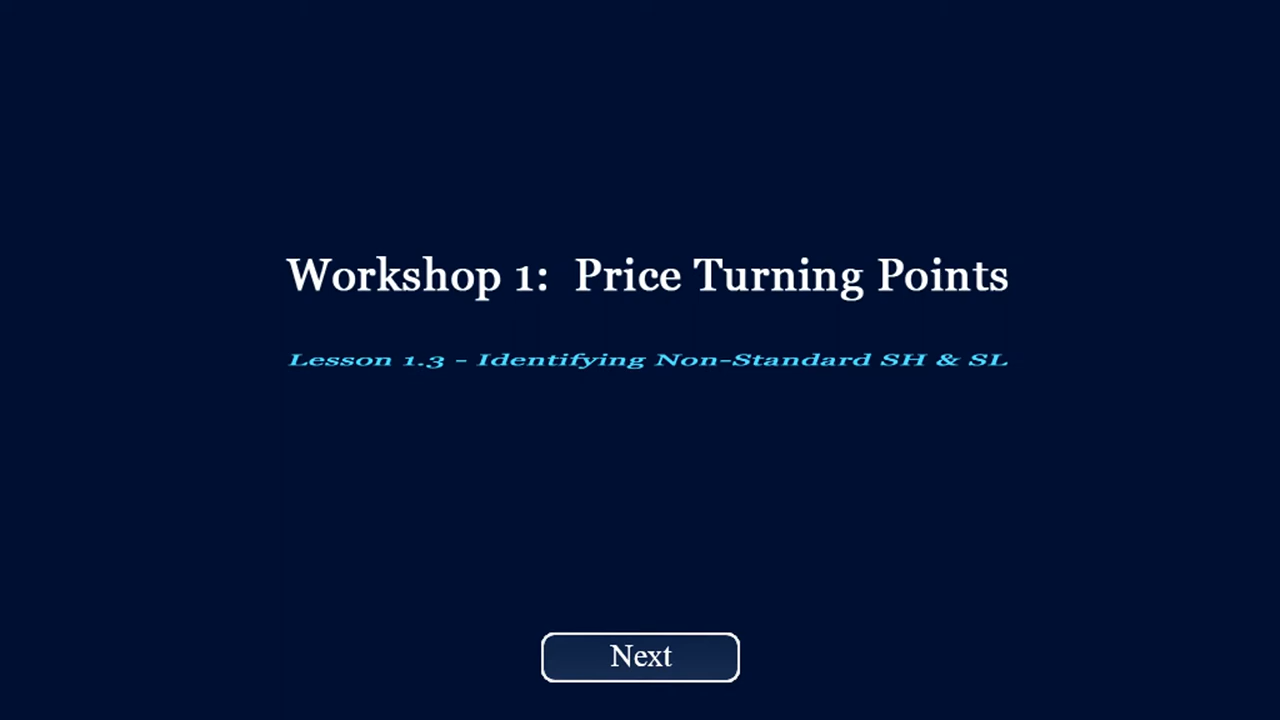 Workshop 1: Price Turning Points
Lesson 1.3 - Identifying Non-Standard SH & SL
Next